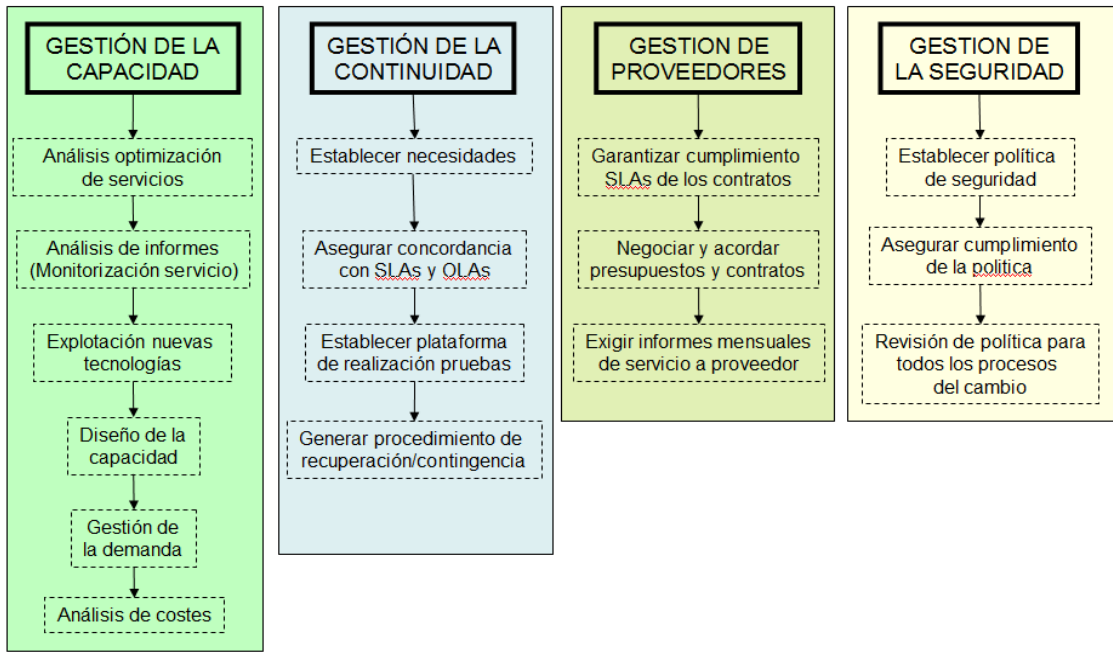 GESTIÓN DE LA
CAPACIDAD
Análisis optimización
de servicios
Análisis de informes
(Monitorización servicio)
Explotación nuevas
tecnologías
Diseño de la
capacidad
Gestión de
la demanda
Análisis de costes
GESTIÓN DE LA
CONTINUIDAD
Establecer necesidades
Asegurar concordancia
con SLAs y OLAs
Establecer plataforma
de realización pruebas
Generar procedimiento de
recuperación/contingencia
GESTION DE
PROVEEDORES
Garantizar cumplimiento
SLAs de los contratos
Negociar y acordar
presupuestos y contratos
Exigir informes mensuales
de servicio a proveedor
GESTION DE
LA SEGURIDAD
Establecer política
de seguridad
Asegurar cumplimiento
de la politica
Revisión de política para
todos los procesos
del cambio